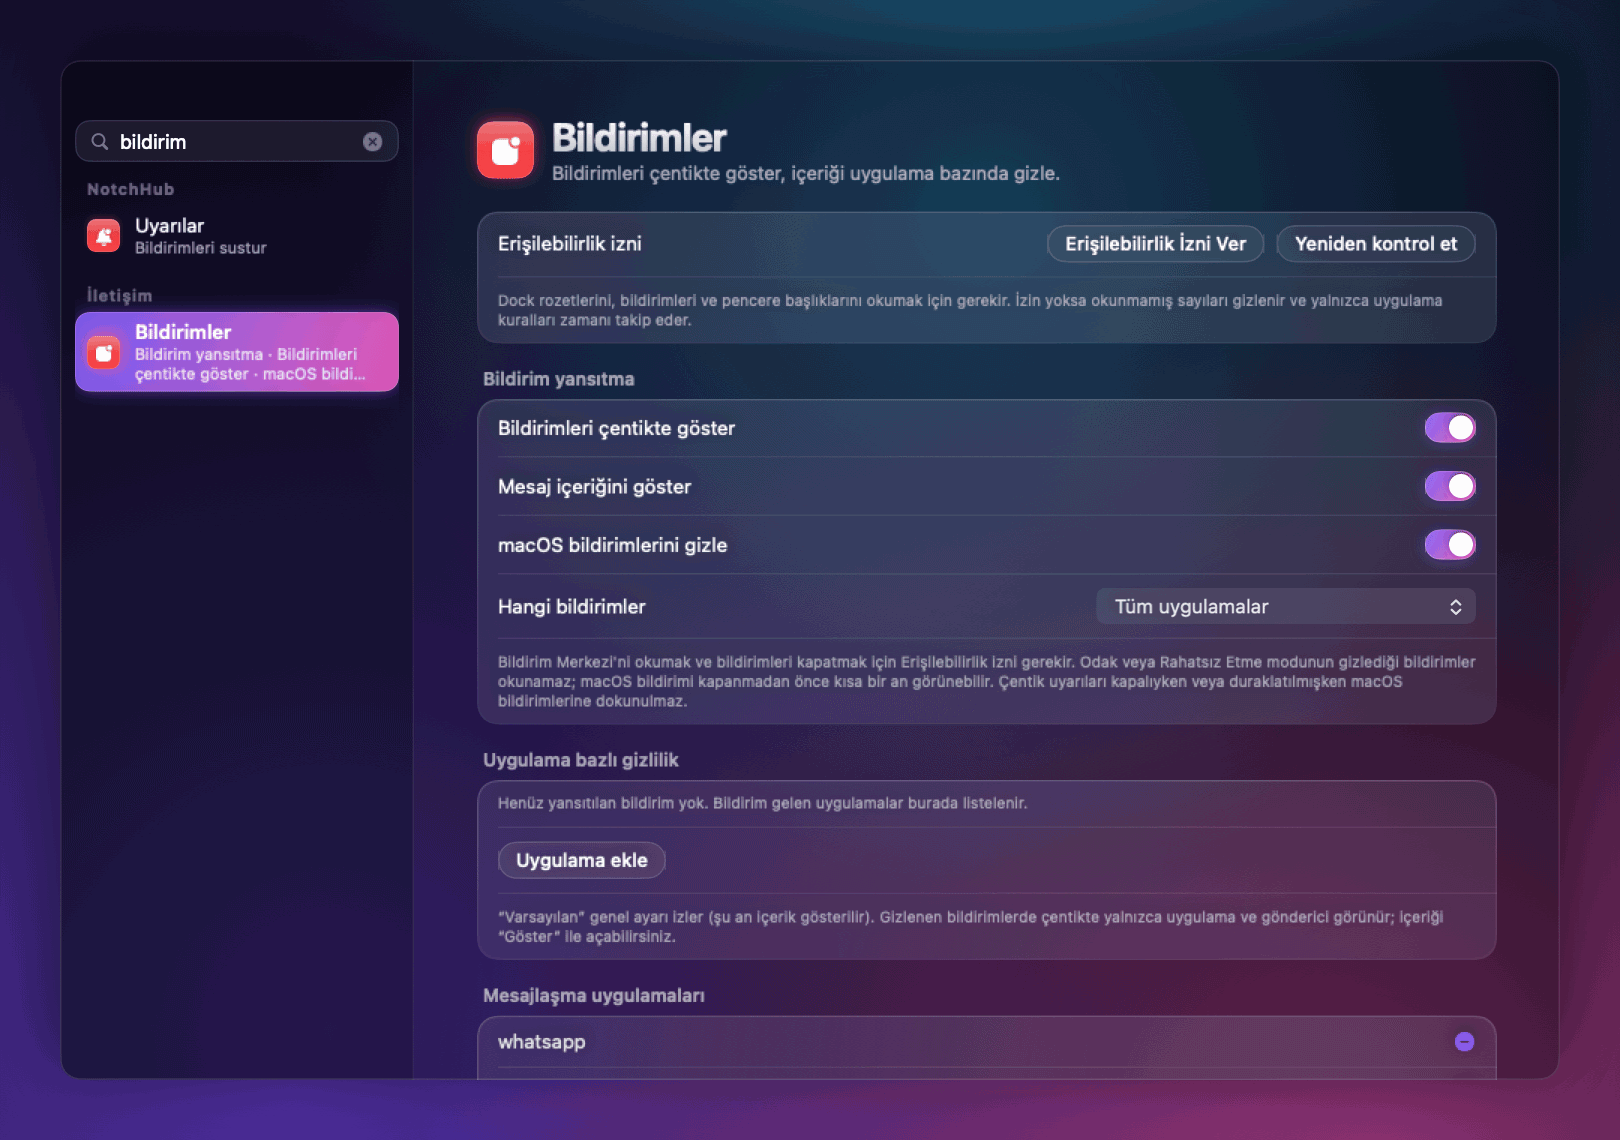 bildirim
NotchHub
Uyarılar
Bildirimleri sustur
İletişim
Bildirimler
Bildirim yansıtma · Bildirimleri
çentikte göster · macOS bildi...
Bildirimler
Bildirimleri çentikte göster, içeriği uygulama bazında gizle.
Erişilebilirlik izni
Erişilebilirlik İzni Ver
Yeniden kontrol et
Dock rozetlerini, bildirimleri ve pencere başlıklarını okumak için gerekir. İzin yoksa okunmamış sayıları gizlenir ve yalnızca uygulama
kuralları zamanı takip eder.
Bildirim yansıtma
Bildirimleri çentikte göster
Mesaj içeriğini göster
macOS bildirimlerini gizle
Hangi bildirimler
Tüm uygulamalar
Bildirim Merkezi'ni okumak ve bildirimleri kapatmak için Erişilebilirlik izni gerekir. Odak veya Rahatsız Etme modunun gizlediği bildirimler
okunamaz; macOS bildirimi kapanmadan önce kısa bir an görünebilir. Çentik uyarıları kapalıyken veya duraklatılmışken macOS
bildirimlerine dokunulmaz.
Uygulama bazlı gizlilik
Henüz yansıtılan bildirim yok. Bildirim gelen uygulamalar burada listelenir.
Uygulama ekle
“Varsayılan” genel ayarı izler (şu an içerik gösterilir). Gizlenen bildirimlerde çentikte yalnızca uygulama ve gönderici görünür; içeriği
“Göster” ile açabilirsiniz.
Mesajlaşma uygulamaları
whatsapp